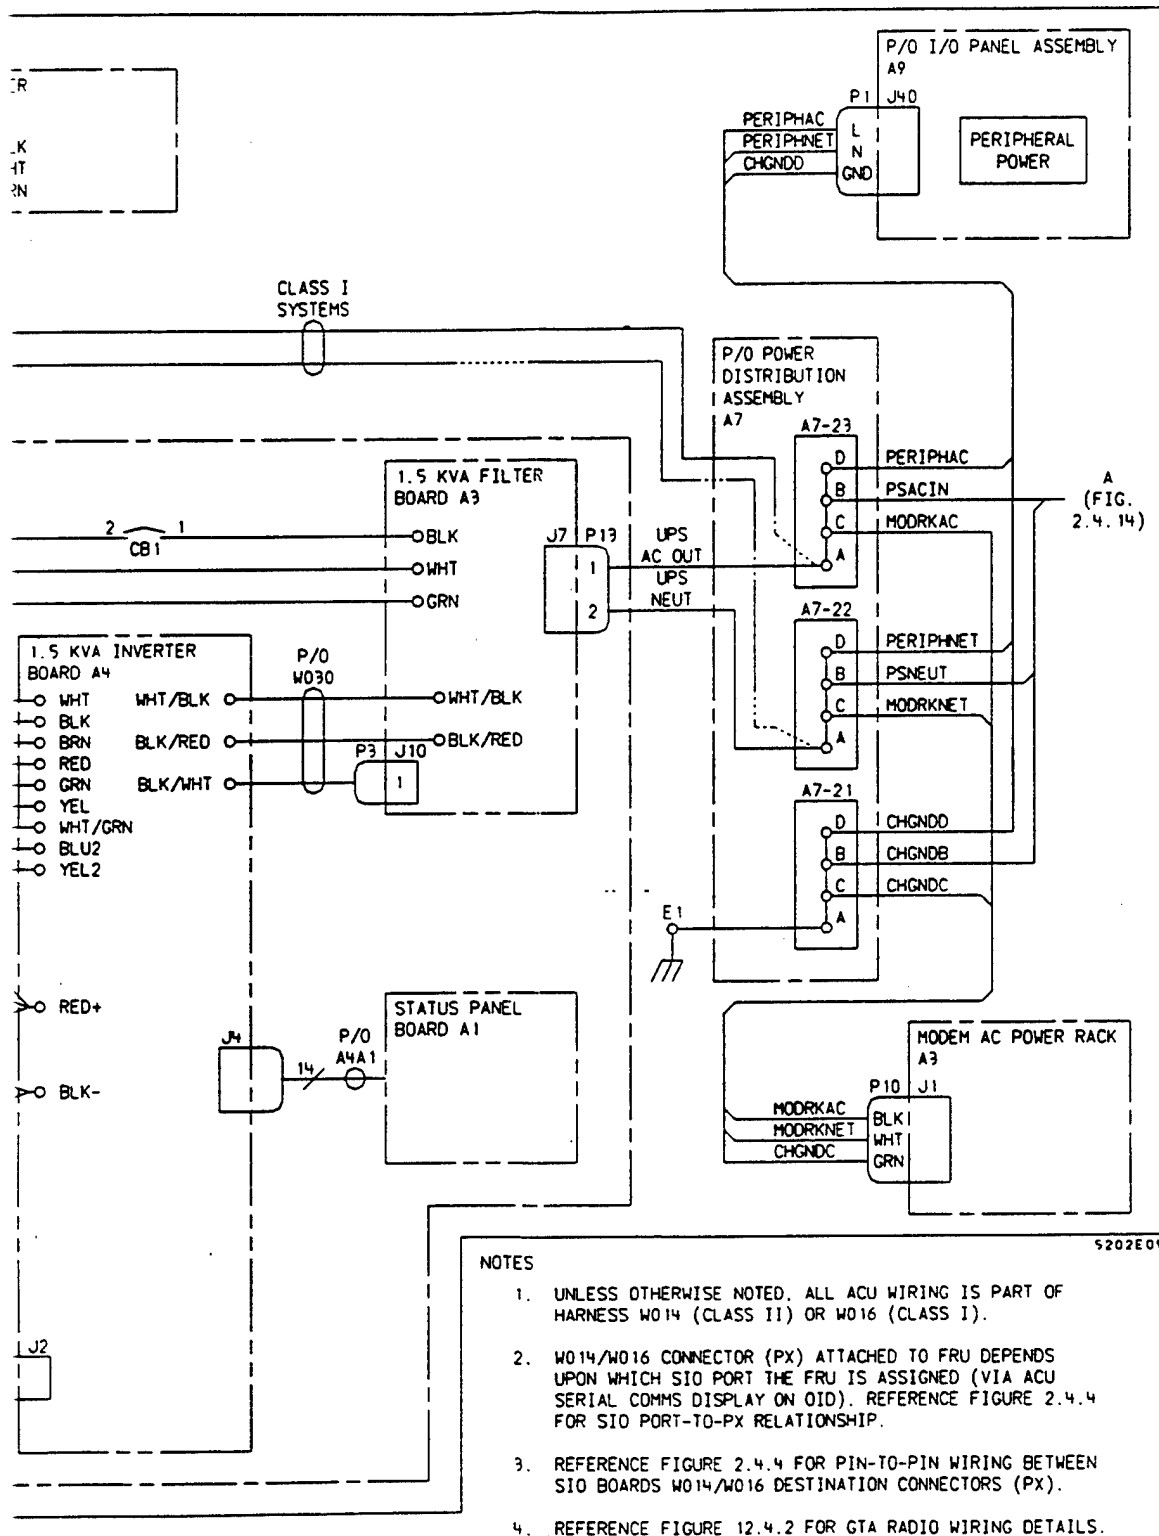 P/O I/O PANEL ASSEMBLY
A9
P1 J40
PERIPHAC
L
PERIPHNET
N
CHGNDD
GND
PERIPHERAL
POWER
ER
LK
HT
RN
CLASS I
SYSTEMS
P/O POWER
DISTRIBUTION
ASSEMBLY
A7
A7-23
D PERIPHAC
B PSACIN
C MODRKAC
A
A
(FIG.
2.4.14)
1.5 KVA FILTER
BOARD A3
2 1
CB1
BLK
WHT
GRN
J7 P13
1
2
UPS
AC OUT
UPS
NEUT
A7-22
D PERIPHNET
B PSNEUT
C MODRKNET
A
1.5 KVA INVERTER
BOARD A4
WHT
BLK
BRN
RED
GRN
YEL
WHT/GRN
BLU2
YEL2
WHT/BLK
BLK/RED
BLK/WHT
P/O
W030
WHT/BLK
BLK/RED
P3 J10
1
A7-21
D CHGNDD
B CHGNDB
C CHGNDC
A
E1
RED+
BLK-
J4
14
P/O
A4A1
STATUS PANEL
BOARD A1
MODEM AC POWER RACK
A3
P10 J1
MODRKAC
BLK
MODRKNET
WHT
CHGNDC
GRN
J2
S202E0
NOTES
1. UNLESS OTHERWISE NOTED, ALL ACU WIRING IS PART OF
HARNESS W014 (CLASS II) OR W016 (CLASS I).
2. W014/W016 CONNECTOR (PX) ATTACHED TO FRU DEPENDS
UPON WHICH SIO PORT THE FRU IS ASSIGNED (VIA ACU
SERIAL COMMS DISPLAY ON OID). REFERENCE FIGURE 2.4.4
FOR SIO PORT-TO-PX RELATIONSHIP.
3. REFERENCE FIGURE 2.4.4 FOR PIN-TO-PIN WIRING BETWEEN
SIO BOARDS W014/W016 DESTINATION CONNECTORS (PX).
4. REFERENCE FIGURE 12.4.2 FOR GTA RADIO WIRING DETAILS.